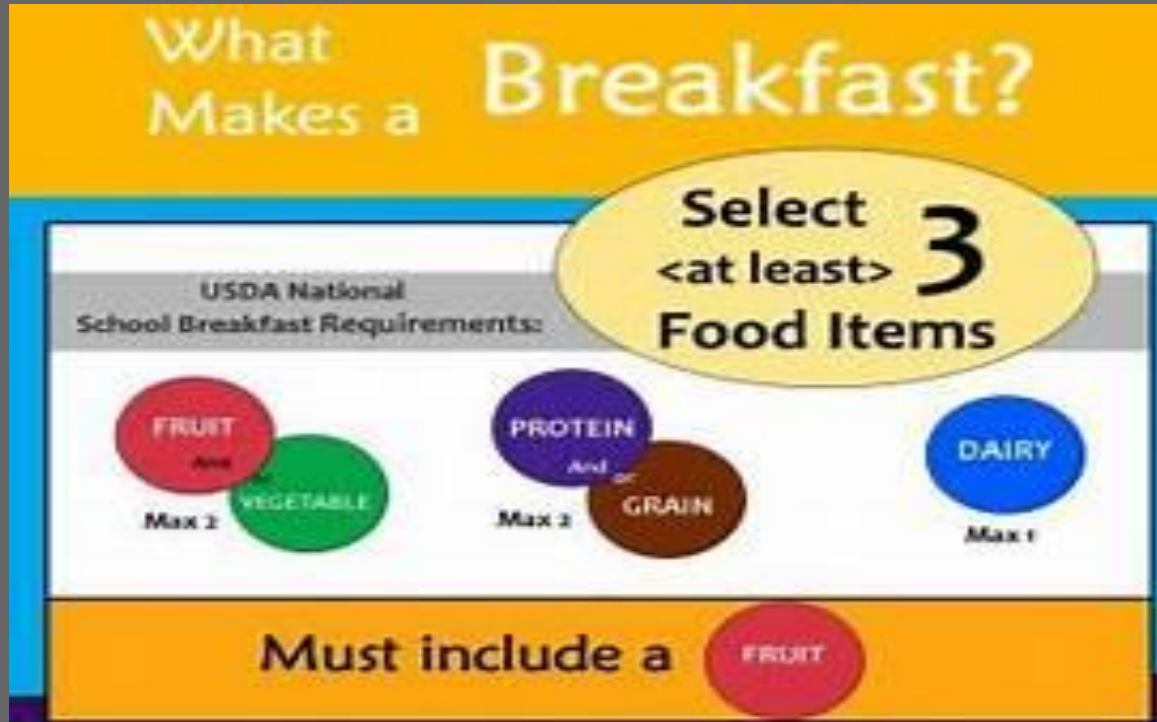 What
Makes a
Breakfast?
Select
<at least> 3
Food Items
USDA National
School Breakfast Requirements:
FRUIT
And
VEGETABLE
Max 2
PROTEIN
And
or
GRAIN
Max 2
DAIRY
Max 1
Must include a FRUIT